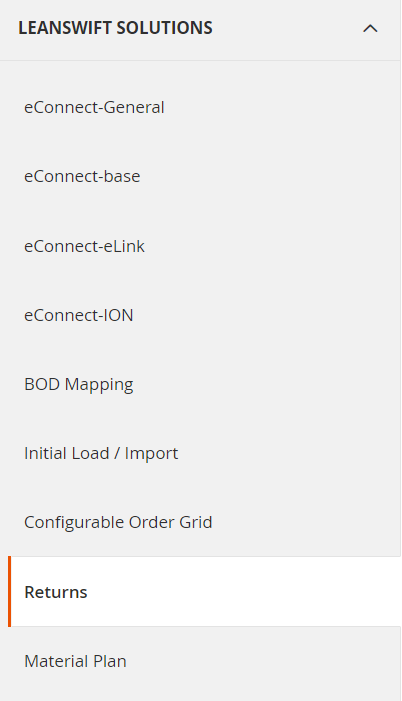 LEANSWIFT SOLUTIONS
eConnect-General
eConnect-base
eConnect-eLink
eConnect-ION
BOD Mapping
Initial Load / Import
Configurable Order Grid
Returns
Material Plan